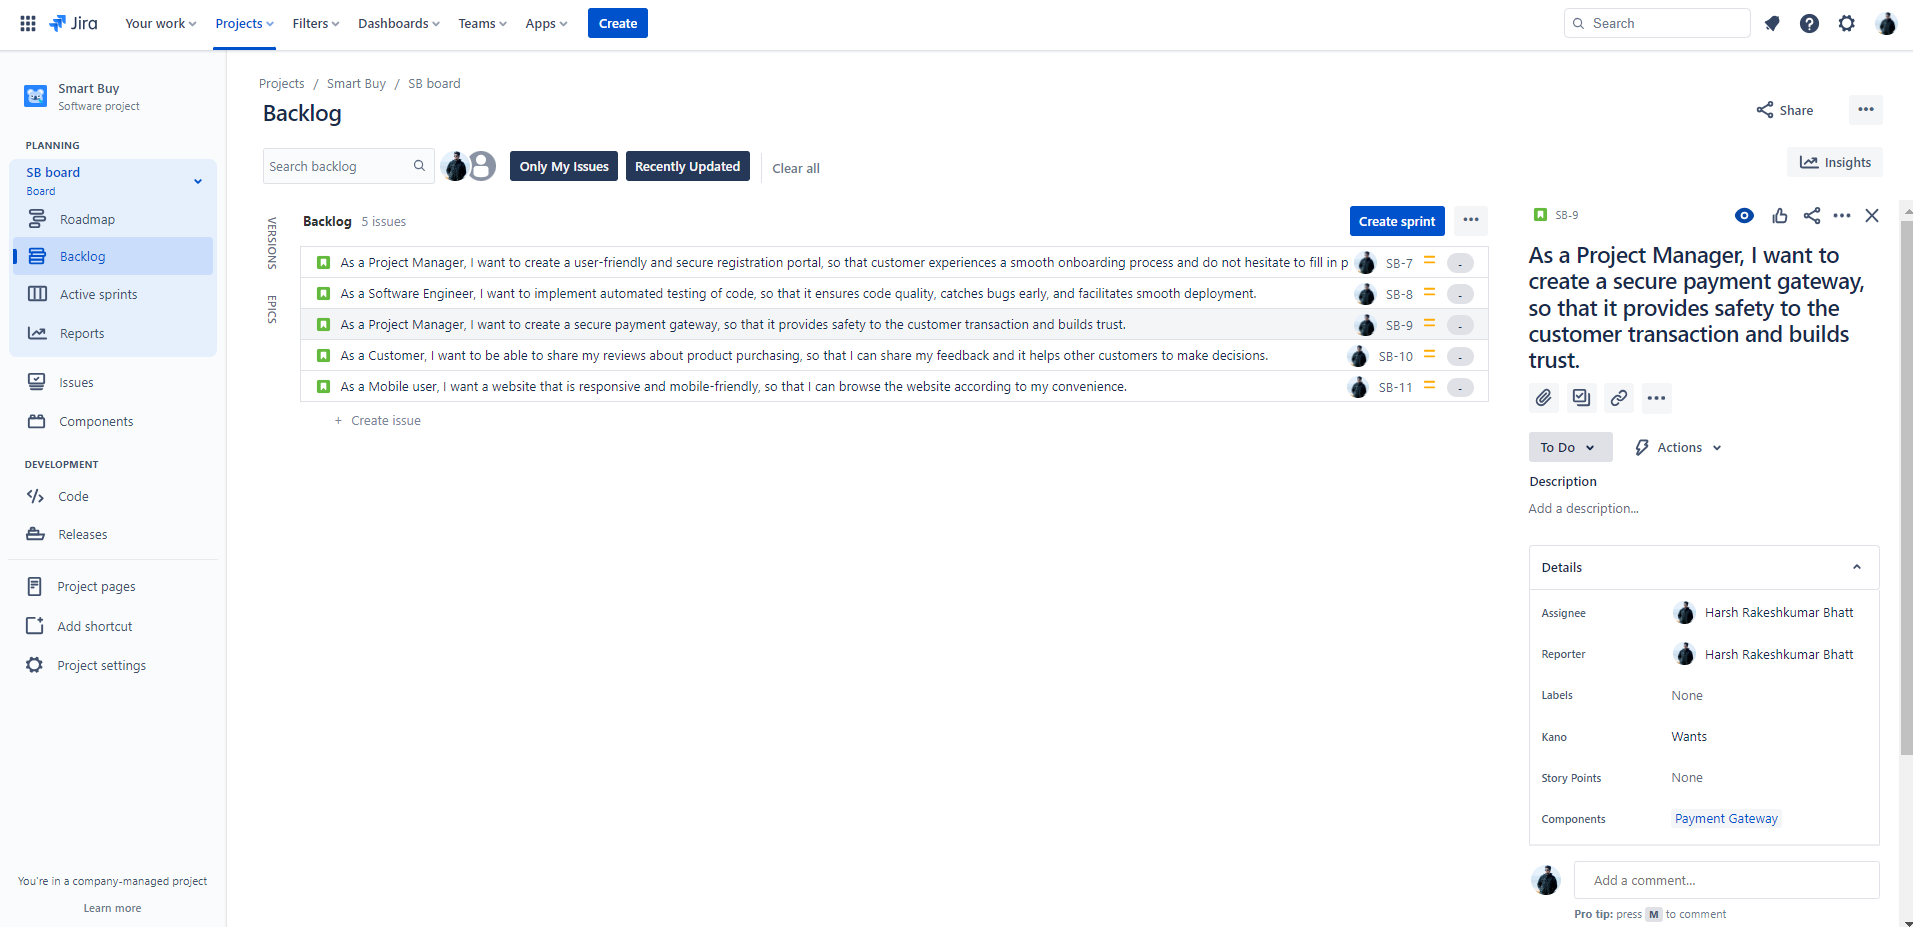 Jira
Your work
Projects
Filters
Dashboards
Teams
Apps
Create
Search
Smart Buy
Software project
PLANNING
SB board
Board
Roadmap
Backlog
Active sprints
Reports
Issues
Components
DEVELOPMENT
Code
Releases
Project pages
Add shortcut
Project settings
You're in a company-managed project
Learn more
Projects / Smart Buy / SB board
Backlog
Share
Search backlog
Only My Issues
Recently Updated
Clear all
Insights
VERSIONS
EPICS
Backlog 5 issues
Create sprint
As a Project Manager, I want to create a user-friendly and secure registration portal, so that customer experiences a smooth onboarding process and do not hesitate to fill in p SB-7 -
As a Software Engineer, I want to implement automated testing of code, so that it ensures code quality, catches bugs early, and facilitates smooth deployment. SB-8 -
As a Project Manager, I want to create a secure payment gateway, so that it provides safety to the customer transaction and builds trust. SB-9 -
As a Customer, I want to be able to share my reviews about product purchasing, so that I can share my feedback and it helps other customers to make decisions. SB-10 -
As a Mobile user, I want a website that is responsive and mobile-friendly, so that I can browse the website according to my convenience. SB-11 -
+ Create issue
SB-9
As a Project Manager, I want to
create a secure payment gateway,
so that it provides safety to the
customer transaction and builds
trust.
To Do
Actions
Description
Add a description...
Details
Assignee Harsh Rakeshkumar Bhatt
Reporter Harsh Rakeshkumar Bhatt
Labels None
Kano Wants
Story Points None
Components Payment Gateway
Add a comment...
Pro tip: press M to comment